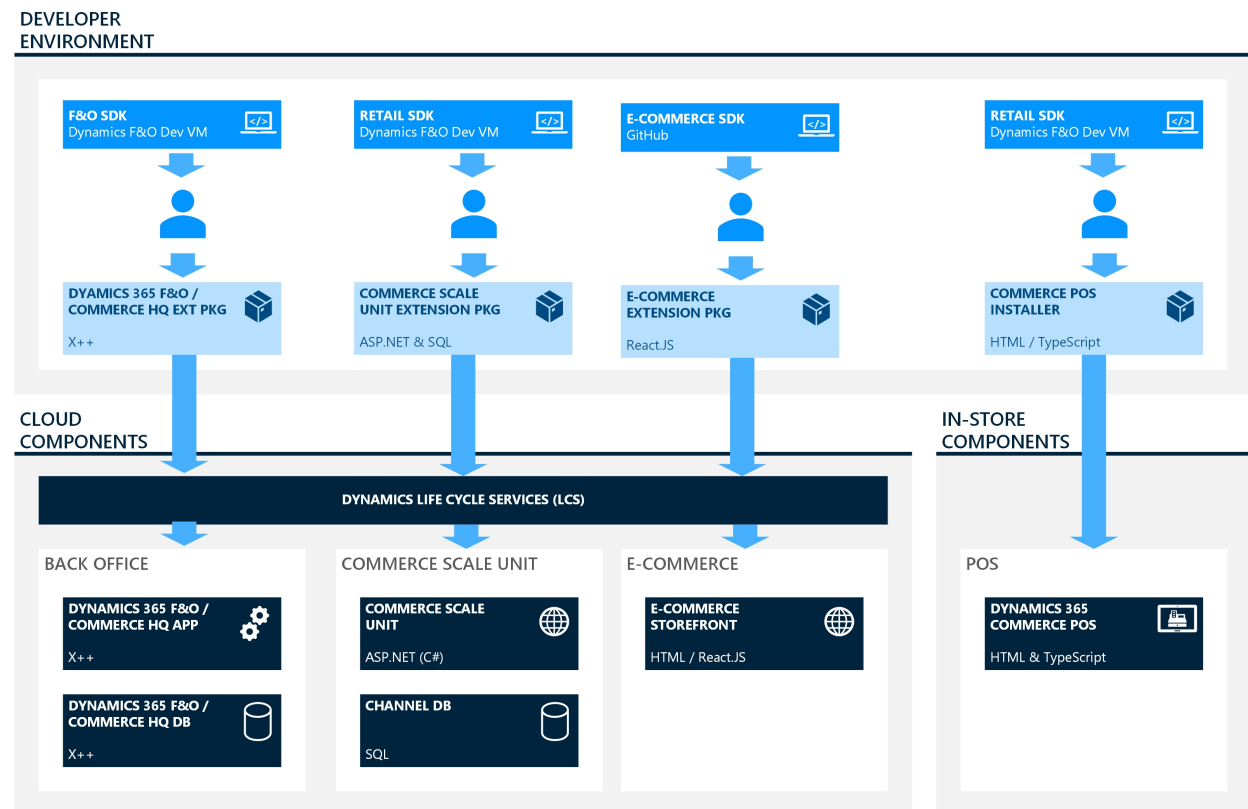 DEVELOPER
ENVIRONMENT
F&O SDK
Dynamics F&O Dev VM
RETAIL SDK
Dynamics F&O Dev VM
E-COMMERCE SDK
GitHub
RETAIL SDK
Dynamics F&O Dev VM
DYAMICS 365 F&O /
COMMERCE HQ EXT PKG
X++
COMMERCE SCALE
UNIT EXTENSION PKG
ASP.NET & SQL
E-COMMERCE
EXTENSION PKG
React.JS
COMMERCE POS
INSTALLER
HTML / TypeScript
CLOUD
COMPONENTS
IN-STORE
COMPONENTS
DYNAMICS LIFE CYCLE SERVICES (LCS)
BACK OFFICE
DYNAMICS 365 F&O /
COMMERCE HQ APP
X++
DYNAMICS 365 F&O /
COMMERCE HQ DB
X++
COMMERCE SCALE UNIT
COMMERCE SCALE
UNIT
ASP.NET (C#)
CHANNEL DB
SQL
E-COMMERCE
E-COMMERCE
STOREFRONT
HTML / React.JS
POS
DYNAMICS 365
COMMERCE POS
HTML & TypeScript